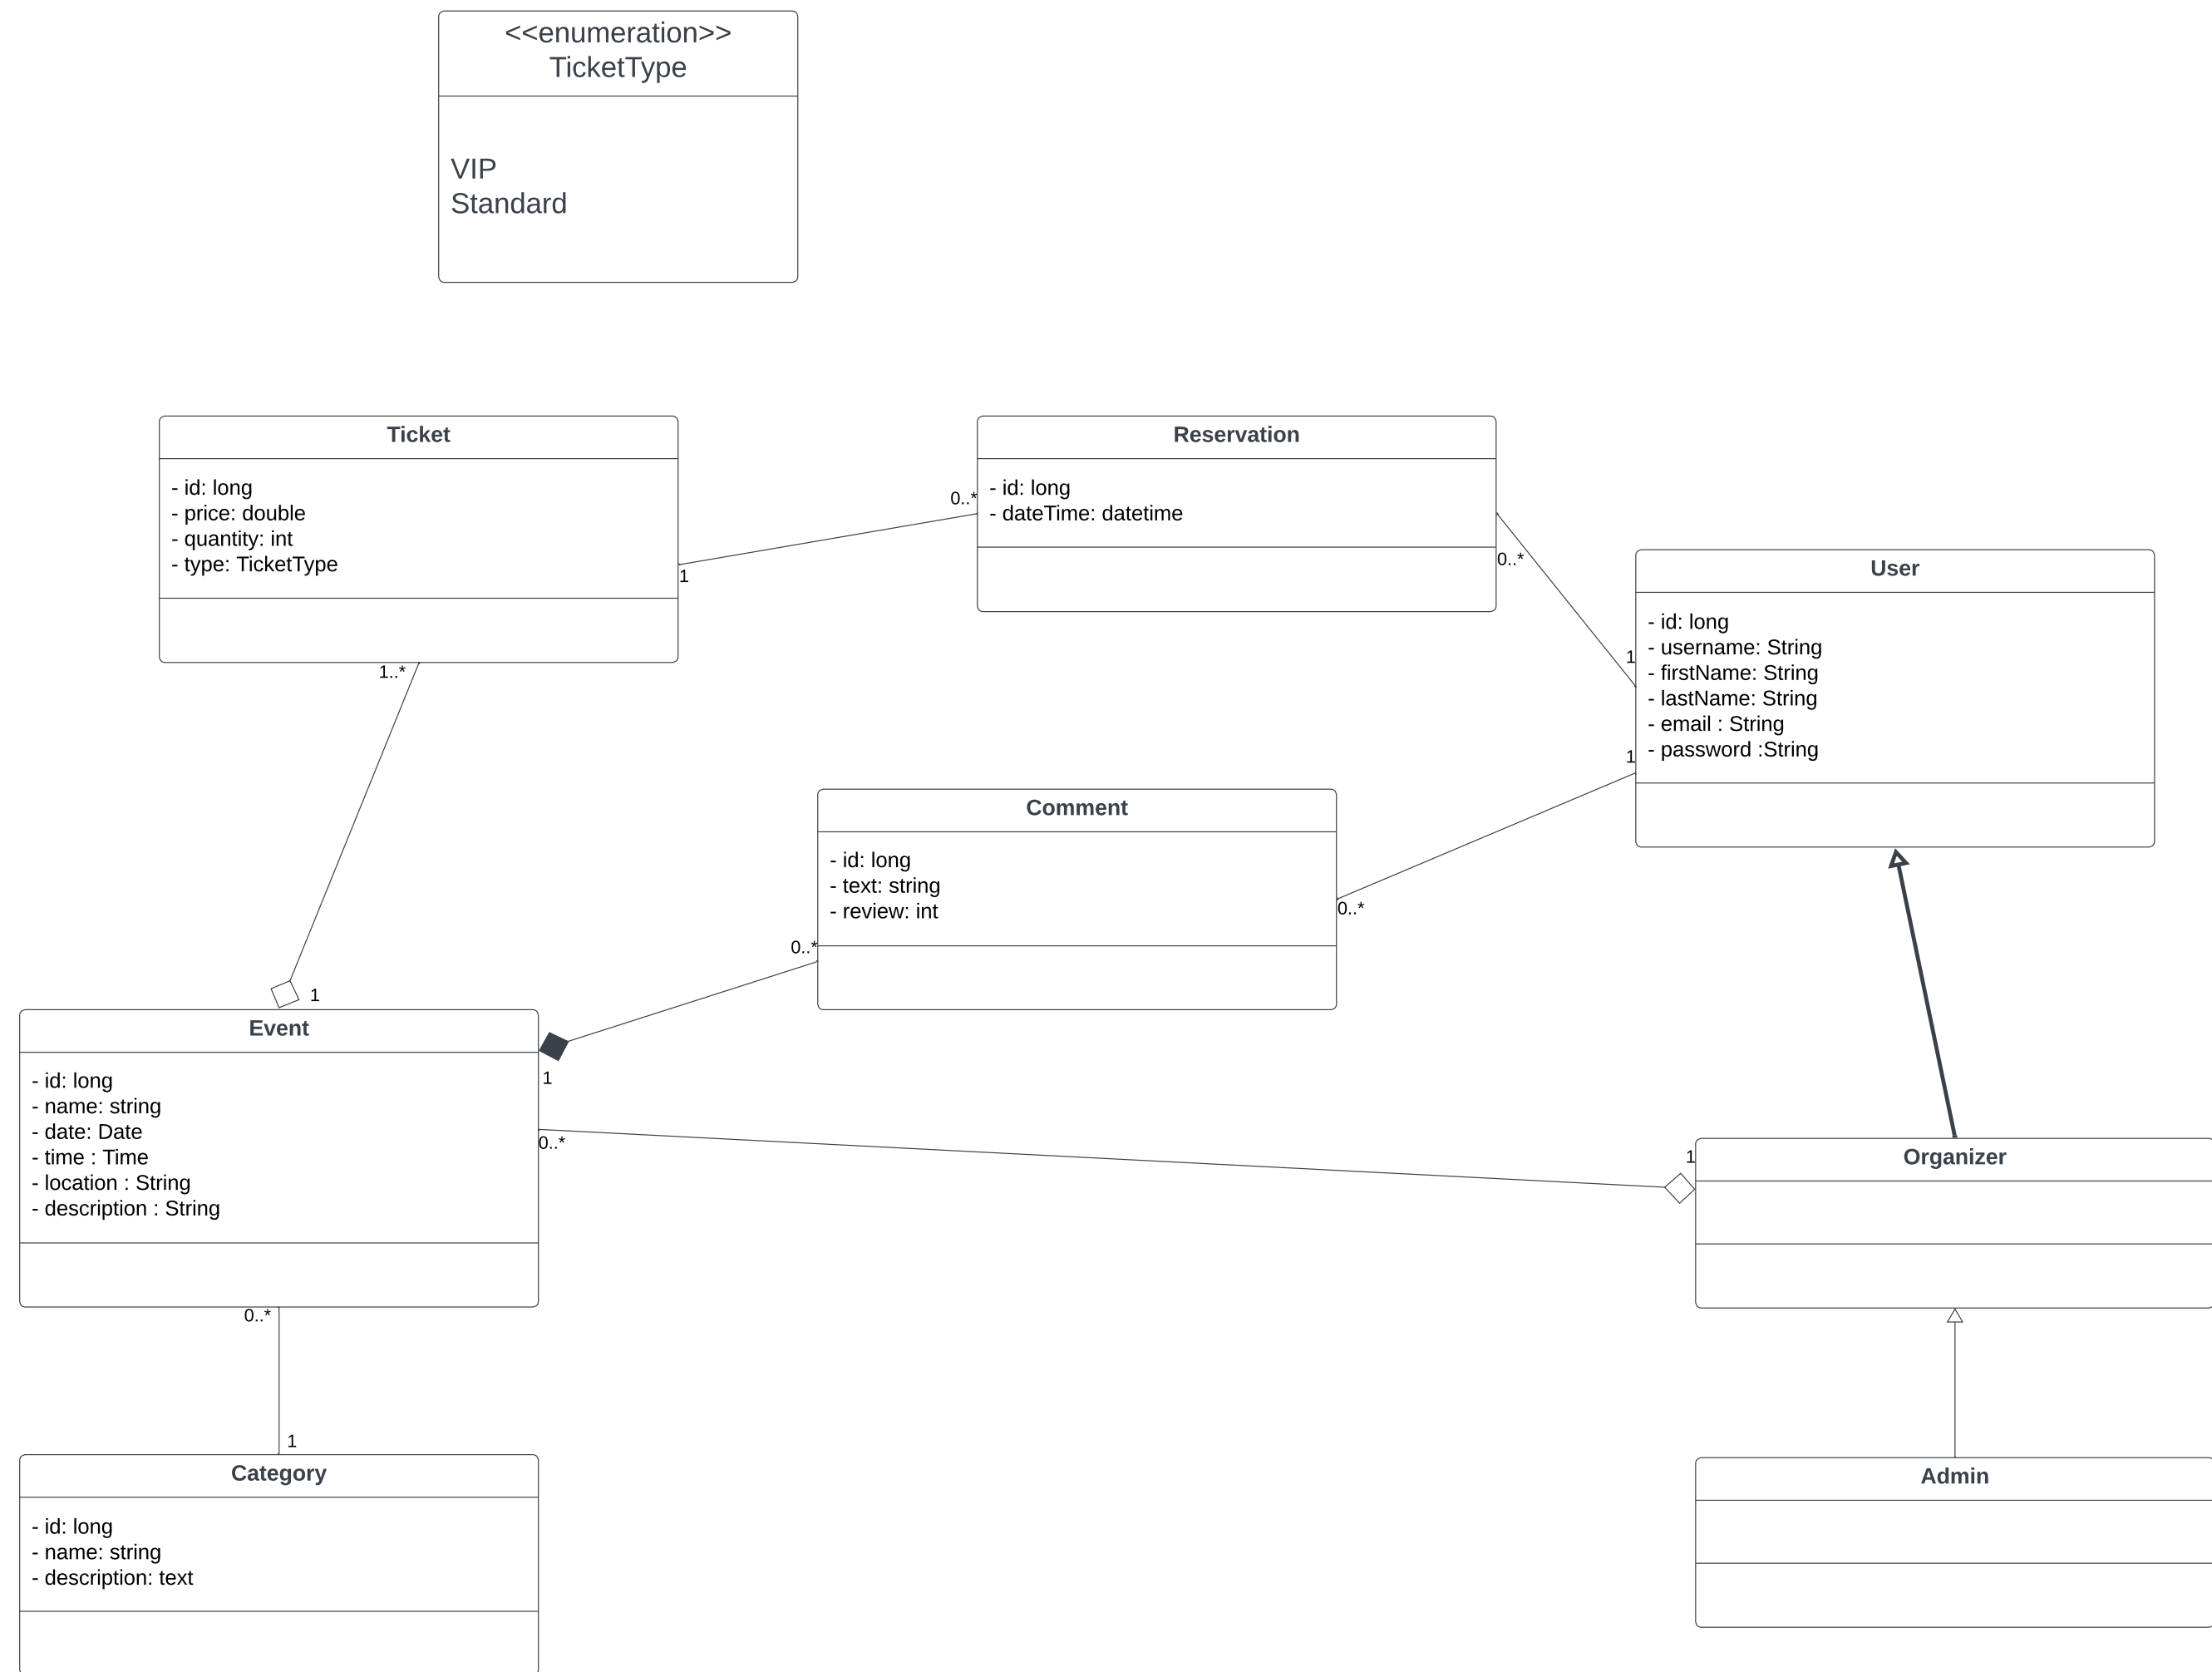 <<enumeration>>
TicketType
VIP
Standard
Ticket
- id: long
- price: double
- quantity: int
- type: TicketType
1
0..*
Reservation
- id: long
- dateTime: datetime
0..*
1
User
- id: long
- username: String
- firstName: String
- lastName: String
- email : String
- password :String
1
1..*
1
Comment
- id: long
- text: string
- review: int
0..*
0..*
Event
- id: long
- name: string
- date: Date
- time : Time
- location : String
- description : String
1
0..*
1
Organizer
0..*
1
Category
- id: long
- name: string
- description: text
Admin